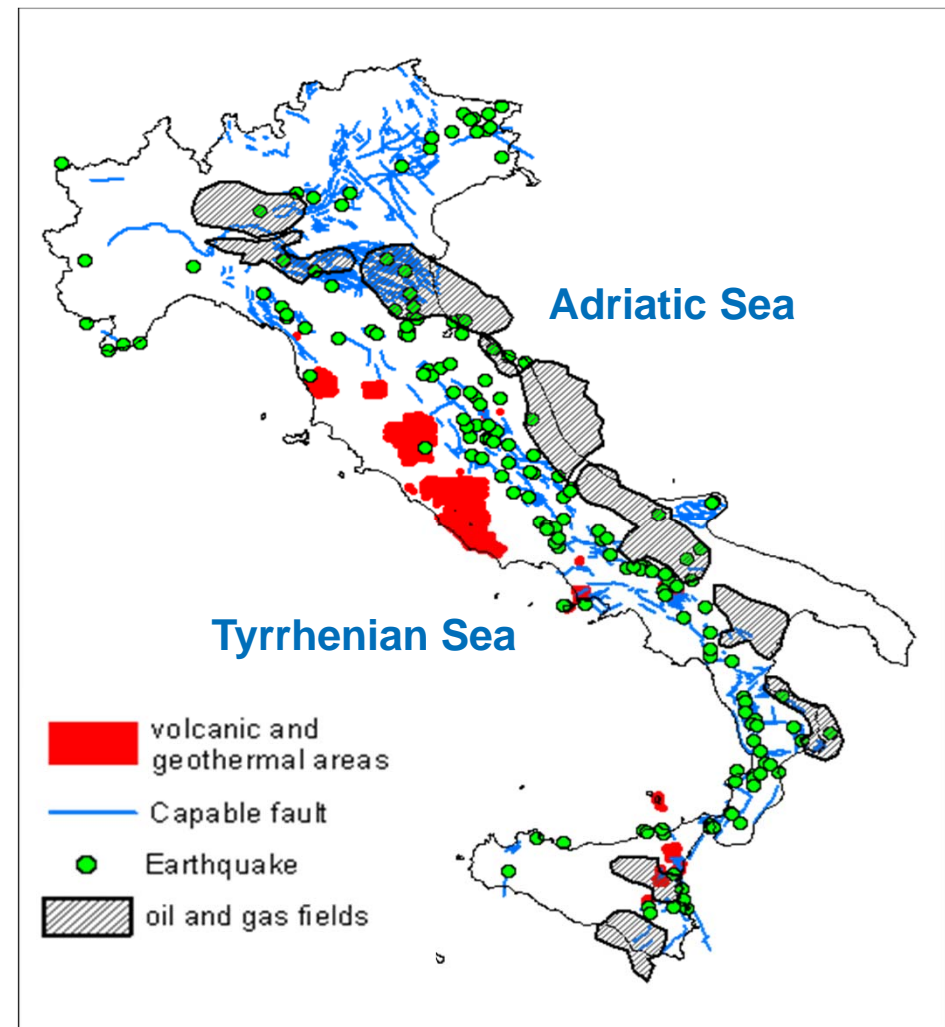 Adriatic Sea
Tyrrhenian Sea
volcanic and
geothermal areas
Capable fault
Earthquake
oil and gas fields